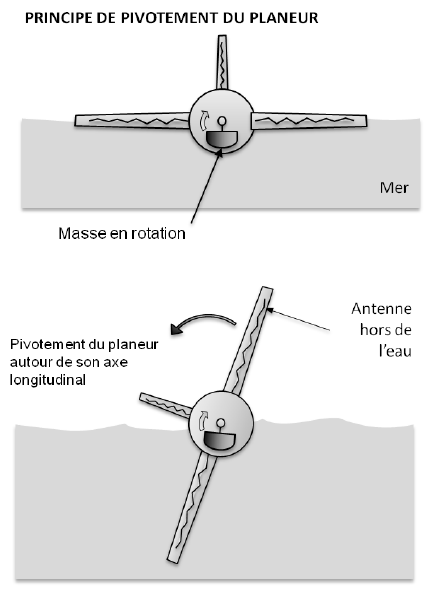 PRINCIPE DE PIVOTEMENT DU PLANEUR
Mer
Masse en rotation
Antenne
hors de
l'eau
Pivotement du planeur
autour de son axe
longitudinal